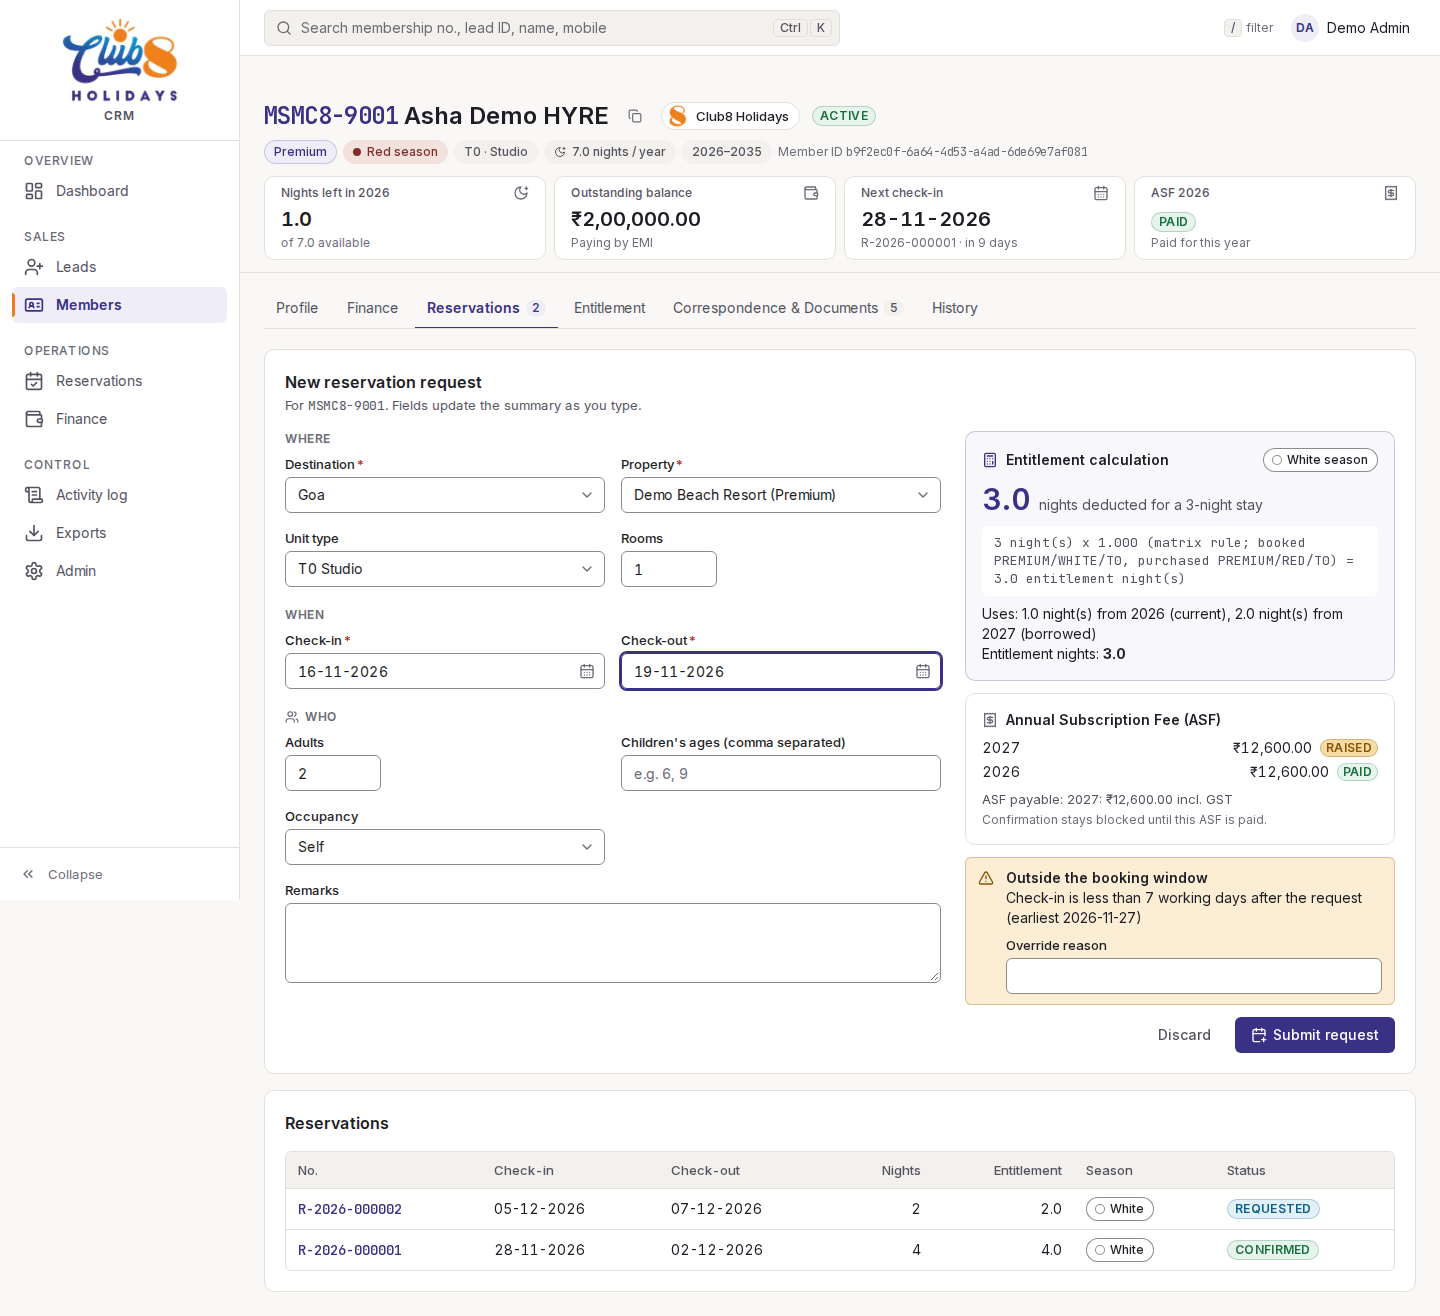 Club8
HOLIDAYS
CRM
OVERVIEW
Dashboard
SALES
Leads
Members
OPERATIONS
Reservations
Finance
CONTROL
Activity log
Exports
Admin
Collapse
Search membership no., lead ID, name, mobile
Ctrl K
/ filter
DA Demo Admin
MSMC8-9001 Asha Demo HYRE
Club8 Holidays
ACTIVE
Premium Red season T0 · Studio 7.0 nights / year 2026–2035 Member ID b9f2ec0f-6a64-4d53-a4ad-6de69e7af081
Nights left in 2026
1.0
of 7.0 available
Outstanding balance
₹2,00,000.00
Paying by EMI
Next check-in
28-11-2026
R-2026-000001 · in 9 days
ASF 2026
PAID
Paid for this year
Profile Finance Reservations 2 Entitlement Correspondence & Documents 5 History
New reservation request
For MSMC8-9001. Fields update the summary as you type.
WHERE
Destination* Property*
Goa Demo Beach Resort (Premium)
Unit type Rooms
T0 Studio 1
WHEN
Check-in* Check-out*
16-11-2026 19-11-2026
WHO
Adults Children's ages (comma separated)
2 e.g. 6, 9
Occupancy
Self
Remarks
Entitlement calculation White season
3.0 nights deducted for a 3-night stay
3 night(s) x 1.000 (matrix rule; booked
PREMIUM/WHITE/T0, purchased PREMIUM/RED/T0) =
3.0 entitlement night(s)
Uses: 1.0 night(s) from 2026 (current), 2.0 night(s) from
2027 (borrowed)
Entitlement nights: 3.0
Annual Subscription Fee (ASF)
2027 ₹12,600.00 RAISED
2026 ₹12,600.00 PAID
ASF payable: 2027: ₹12,600.00 incl. GST
Confirmation stays blocked until this ASF is paid.
Outside the booking window
Check-in is less than 7 working days after the request
(earliest 2026-11-27)
Override reason
Discard Submit request
Reservations
No. Check-in Check-out Nights Entitlement Season Status
R-2026-000002 05-12-2026 07-12-2026 2 2.0 White REQUESTED
R-2026-000001 28-11-2026 02-12-2026 4 4.0 White CONFIRMED